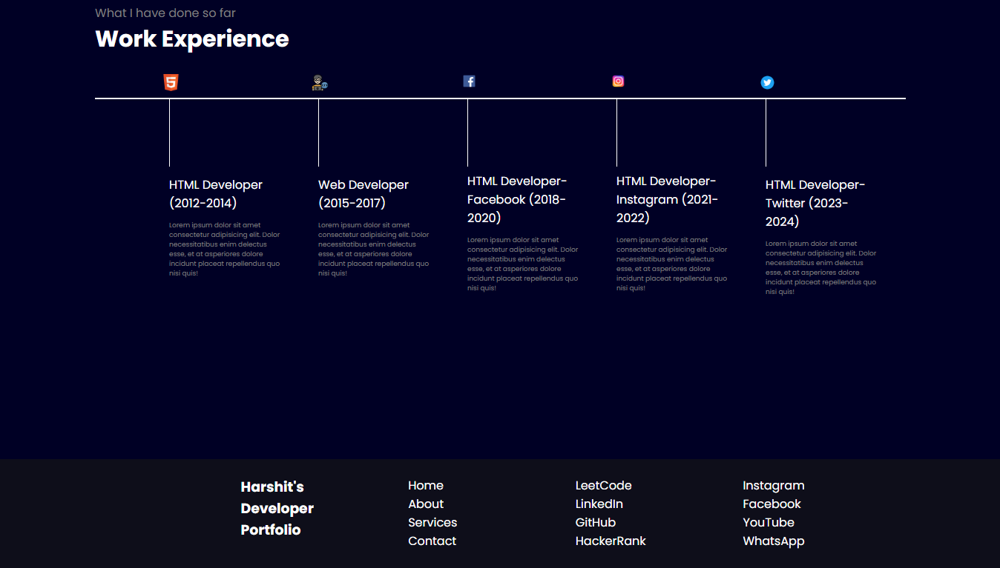 What I have done so far
Work Experience
HTML Developer
(2012-2014)
Lorem ipsum dolor sit amet
consectetur adipisicing elit. Dolor
necessitatibus enim delectus
esse, et at asperiores dolore
incidunt placeat repellendus quo
nisi quis!
Web Developer
(2015-2017)
Lorem ipsum dolor sit amet
consectetur adipisicing elit. Dolor
necessitatibus enim delectus
esse, et at asperiores dolore
incidunt placeat repellendus quo
nisi quis!
HTML Developer-
Facebook (2018-
2020)
Lorem ipsum dolor sit amet
consectetur adipisicing elit. Dolor
necessitatibus enim delectus
esse, et at asperiores dolore
incidunt placeat repellendus quo
nisi quis!
HTML Developer-
Instagram (2021-
2022)
Lorem ipsum dolor sit amet
consectetur adipisicing elit. Dolor
necessitatibus enim delectus
esse, et at asperiores dolore
incidunt placeat repellendus quo
nisi quis!
HTML Developer-
Twitter (2023-
2024)
Lorem ipsum dolor sit amet
consectetur adipisicing elit. Dolor
necessitatibus enim delectus
esse, et at asperiores dolore
incidunt placeat repellendus quo
nisi quis!
Harshit's
Developer
Portfolio
Home
About
Services
Contact
LeetCode
LinkedIn
GitHub
HackerRank
Instagram
Facebook
YouTube
WhatsApp